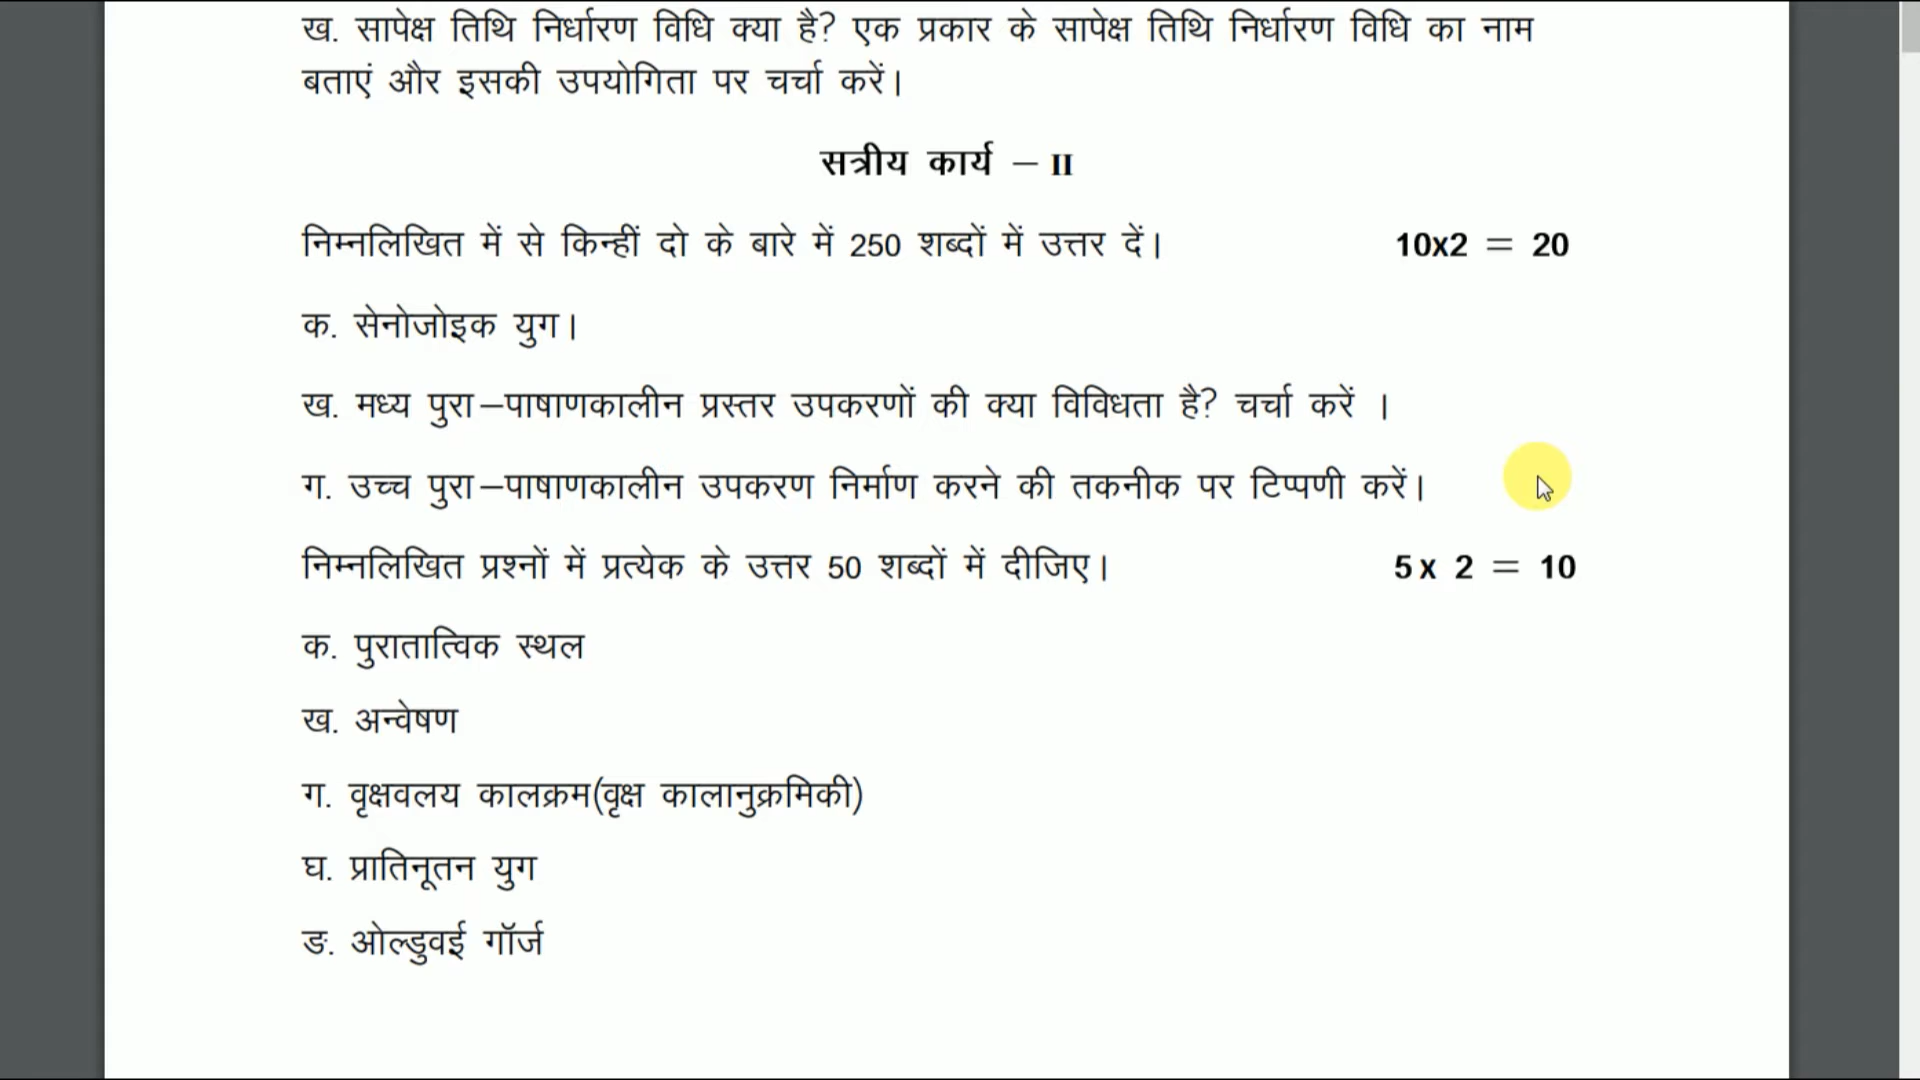 ख. सापेक्ष तिथि निर्धारण विधि क्या है? एक प्रकार के सापेक्ष तिथि निर्धारण विधि का नाम
बताएं और इसकी उपयोगिता पर चर्चा करें।
सत्रीय कार्य – II
निम्नलिखित में से किन्हीं दो के बारे में 250 शब्दों में उत्तर दें। 10x2 = 20
क. सेनोजोइक युग।
ख. मध्य पुरा–पाषाणकालीन प्रस्तर उपकरणों की क्या विविधता है? चर्चा करें ।
ग. उच्च पुरा–पाषाणकालीन उपकरण निर्माण करने की तकनीक पर टिप्पणी करें।
निम्नलिखित प्रश्नों में प्रत्येक के उत्तर 50 शब्दों में दीजिए। 5x 2 = 10
क. पुरातात्विक स्थल
ख. अन्वेषण
ग. वृक्षवलय कालक्रम(वृक्ष कालानुक्रमिकी)
घ. प्रातिनूतन युग
ङ. ओल्डुवई गॉर्ज